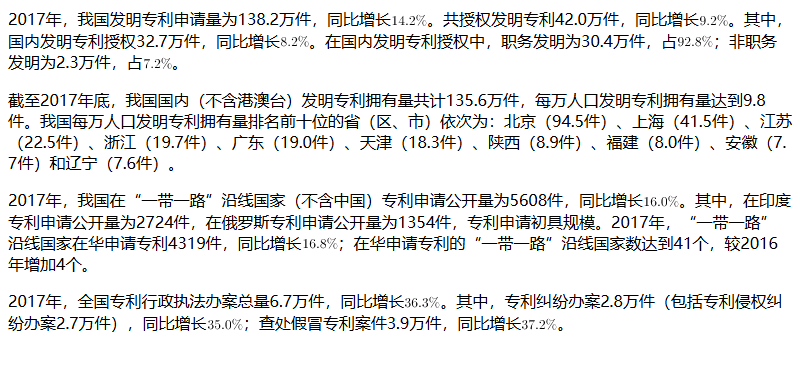 2017年，我国发明专利申请量为138.2万件，同比增长14.2%。共授权发明专利42.0万件，同比增长9.2%。其中，
国内发明专利授权32.7万件，同比增长8.2%。在国内发明专利授权中，职务发明为30.4万件，占92.8%；非职务
发明为2.3万件，占7.2%。
截至2017年底，我国国内（不含港澳台）发明专利拥有量共计135.6万件，每万人口发明专利拥有量达到9.8
件。我国每万人口发明专利拥有量排名前十位的省（区、市）依次为：北京（94.5件）、上海（41.5件）、江苏
（22.5件）、浙江（19.7件）、广东（19.0件）、天津（18.3件）、陕西（8.9件）、福建（8.0件）、安徽（7.
7件）和辽宁（7.6件）。
2017年，我国在“一带一路”沿线国家（不含中国）专利申请公开量为5608件，同比增长16.0%。其中，在印度
专利申请公开量为2724件，在俄罗斯专利申请公开量为1354件，专利申请初具规模。2017年，“一带一路”
沿线国家在华申请专利4319件，同比增长16.8%；在华申请专利的“一带一路”沿线国家数达到41个，较2016
年增加4个。
2017年，全国专利行政执法办案总量6.7万件，同比增长36.3%。其中，专利纠纷办案2.8万件（包括专利侵权纠
纷办案2.7万件），同比增长35.0%；查处假冒专利案件3.9万件，同比增长37.2%。